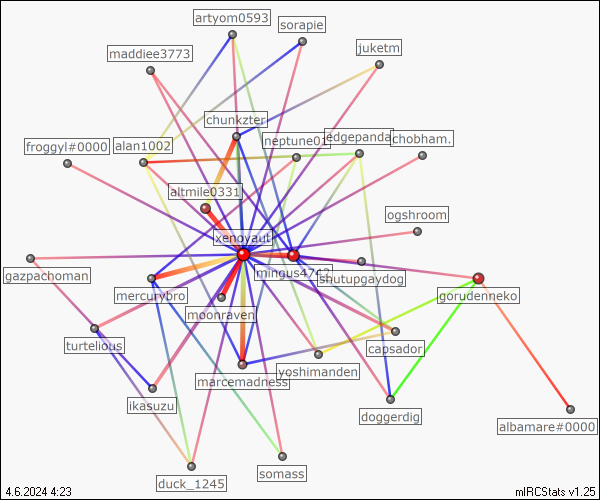 artyom0593
sorapie
maddiee3773
juketm
chunkzter
froggyl#0000
alan1002
neptune01
edgepanda
chobham.
altmile0331
ogshroom
xenoyaut
gazpachoman
mingus4742
shutupgaydog
mercurybro
gorudenneko
moonraven
turtelious
capsador
yoshimanden
marcemadness
ikasuzu
doggerdig
albamare#0000
somass
duck_1245
4.6.2024 4:23
mIRCStats v1.25